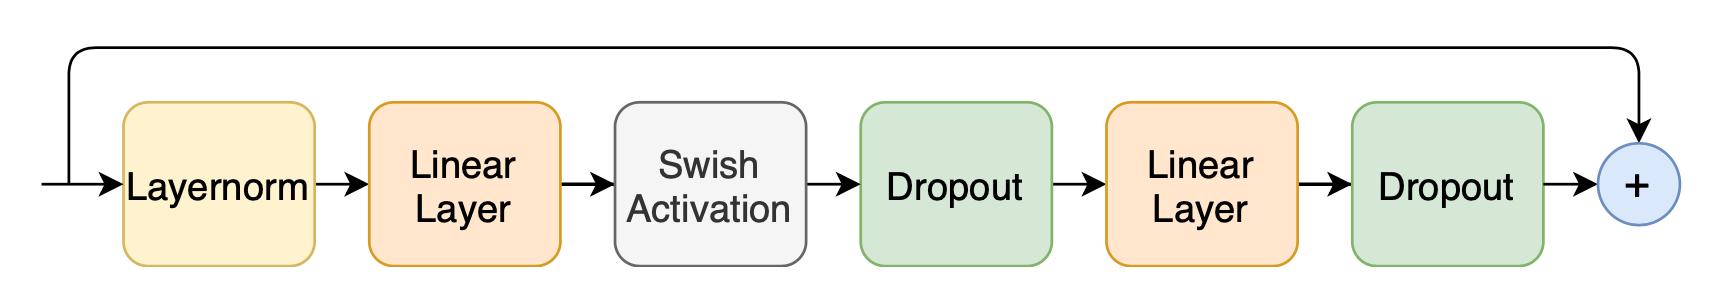 Layernorm
Linear
Layer
Swish
Activation
Dropout
Linear
Layer
Dropout
+